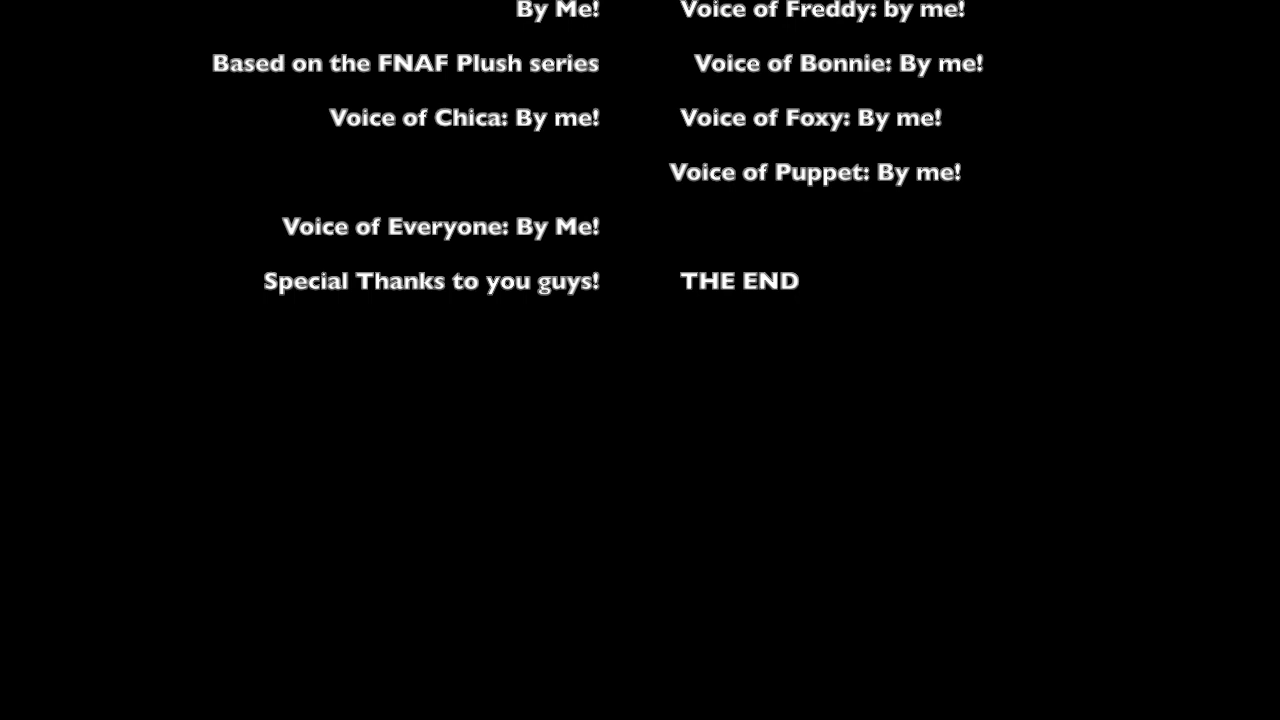 By Me! Voice of Freddy: by me!
Based on the FNAF Plush series Voice of Bonnie: By me!
Voice of Chica: By me! Voice of Foxy: By me!
Voice of Puppet: By me!
Voice of Everyone: By Me!
Special Thanks to you guys! THE END